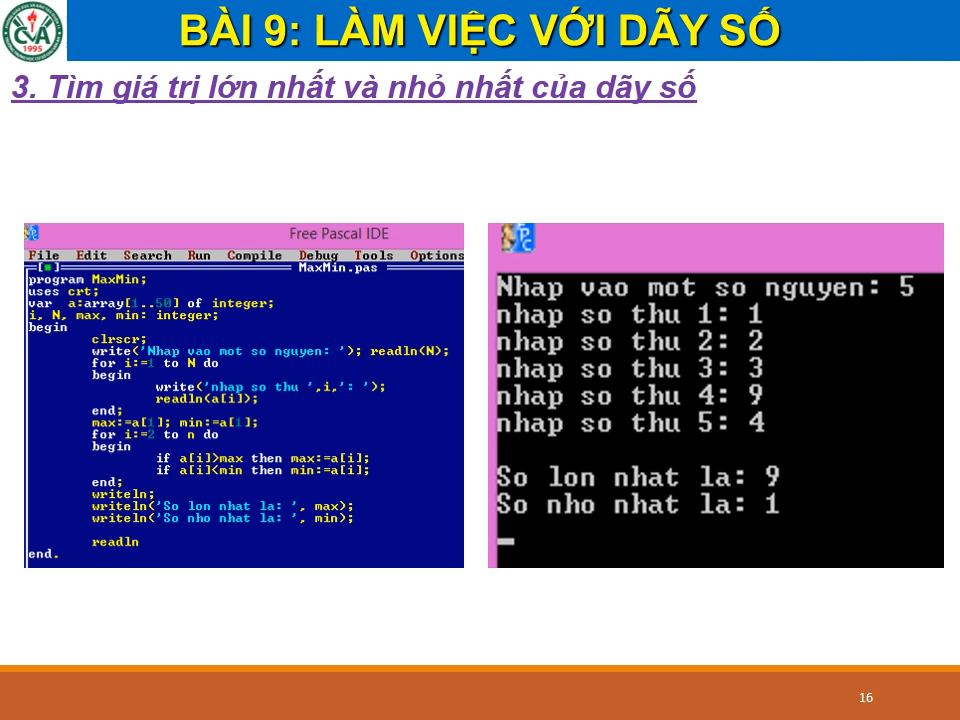 BÀI 9: LÀM VIỆC VỚI DÃY SỐ
CVA
1995
3. Tìm giá trị lớn nhất và nhỏ nhất của dãy số
Free Pascal IDE
File Edit Search Run Compile Debug Tools Options
MaxMin.pas
program MaxMin;
uses crt;
var a:array[1..50] of integer;
i, N, max, min: integer;
begin
clrscr;
write('Nhap vao mot so nguyen: '); readln(N);
for i:=1 to N do
begin
write('nhap so thu ',i,': ');
readln(a[i]);
end;
max:=a[1]; min:=a[1];
for i:=2 to n do
begin
if a[i]>max then max:=a[i];
if a[i]<min then min:=a[i];
end;
writeln;
writeln('So lon nhat la: ', max);
writeln('So nho nhat la: ', min);
readln
end.
Nhap vao mot so nguyen: 5
nhap so thu 1: 1
nhap so thu 2: 2
nhap so thu 3: 3
nhap so thu 4: 9
nhap so thu 5: 4
So lon nhat la: 9
So nho nhat la: 1
16